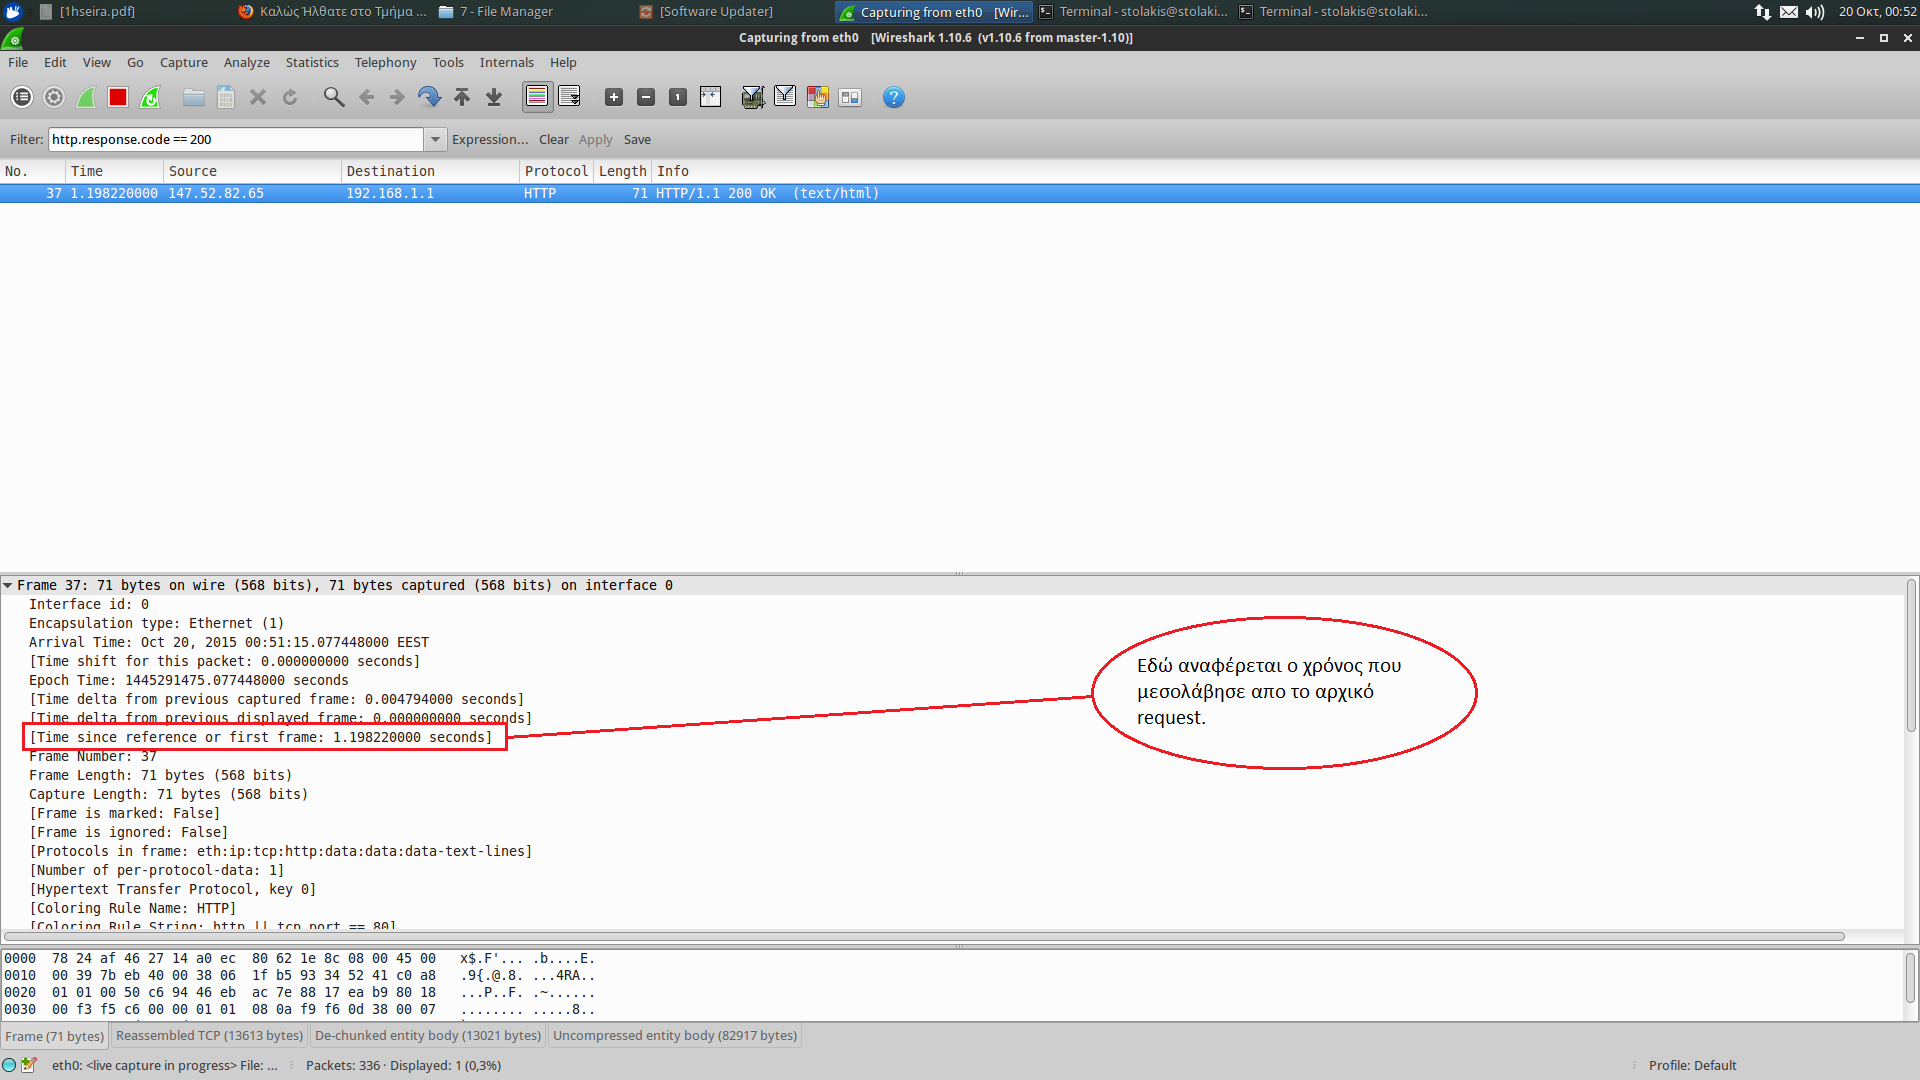 [1hseira.pdf]
Καλώς Ήλθατε στο Τμήμα ...
7 - File Manager
[Software Updater]
Capturing from eth0 [Wir...
Terminal - stolakis@stolaki...
Terminal - stolakis@stolaki...
20 Οκτ, 00:52
Capturing from eth0 [Wireshark 1.10.6 (v1.10.6 from master-1.10)]
File Edit View Go Capture Analyze Statistics Telephony Tools Internals Help
Filter: http.response.code == 200 Expression... Clear Apply Save
No. Time Source Destination Protocol Length Info
37 1.198220000 147.52.82.65 192.168.1.1 HTTP 71 HTTP/1.1 200 OK (text/html)
Frame 37: 71 bytes on wire (568 bits), 71 bytes captured (568 bits) on interface 0
Interface id: 0
Encapsulation type: Ethernet (1)
Arrival Time: Oct 20, 2015 00:51:15.077448000 EEST
[Time shift for this packet: 0.000000000 seconds]
Epoch Time: 1445291475.077448000 seconds
[Time delta from previous captured frame: 0.004794000 seconds]
[Time delta from previous displayed frame: 0.000000000 seconds]
[Time since reference or first frame: 1.198220000 seconds]
Frame Number: 37
Frame Length: 71 bytes (568 bits)
Capture Length: 71 bytes (568 bits)
[Frame is marked: False]
[Frame is ignored: False]
[Protocols in frame: eth:ip:tcp:http:data:data:data-text-lines]
[Number of per-protocol-data: 1]
[Hypertext Transfer Protocol, key 0]
[Coloring Rule Name: HTTP]
[Coloring Rule String: http || tcp.port == 80]
Εδώ αναφέρεται ο χρόνος που
μεσολάβησε απο το αρχικό
request.
0000 78 24 af 46 27 14 a0 ec 80 62 1e 8c 08 00 45 00 x$.F'... .b....E.
0010 00 39 7b eb 40 00 38 06 1f b5 93 34 52 41 c0 a8 .9{.@.8. ...4RA..
0020 01 01 00 50 c6 94 46 eb ac 7e 88 17 ea b9 80 18 ...P..F. .~......
0030 00 f3 f5 c6 00 00 01 01 08 0a f9 f6 0d 38 00 07 ........ .....8..
Frame (71 bytes) Reassembled TCP (13613 bytes) De-chunked entity body (13021 bytes) Uncompressed entity body (82917 bytes)
eth0: <live capture in progress> File: ... Packets: 336 · Displayed: 1 (0,3%) Profile: Default